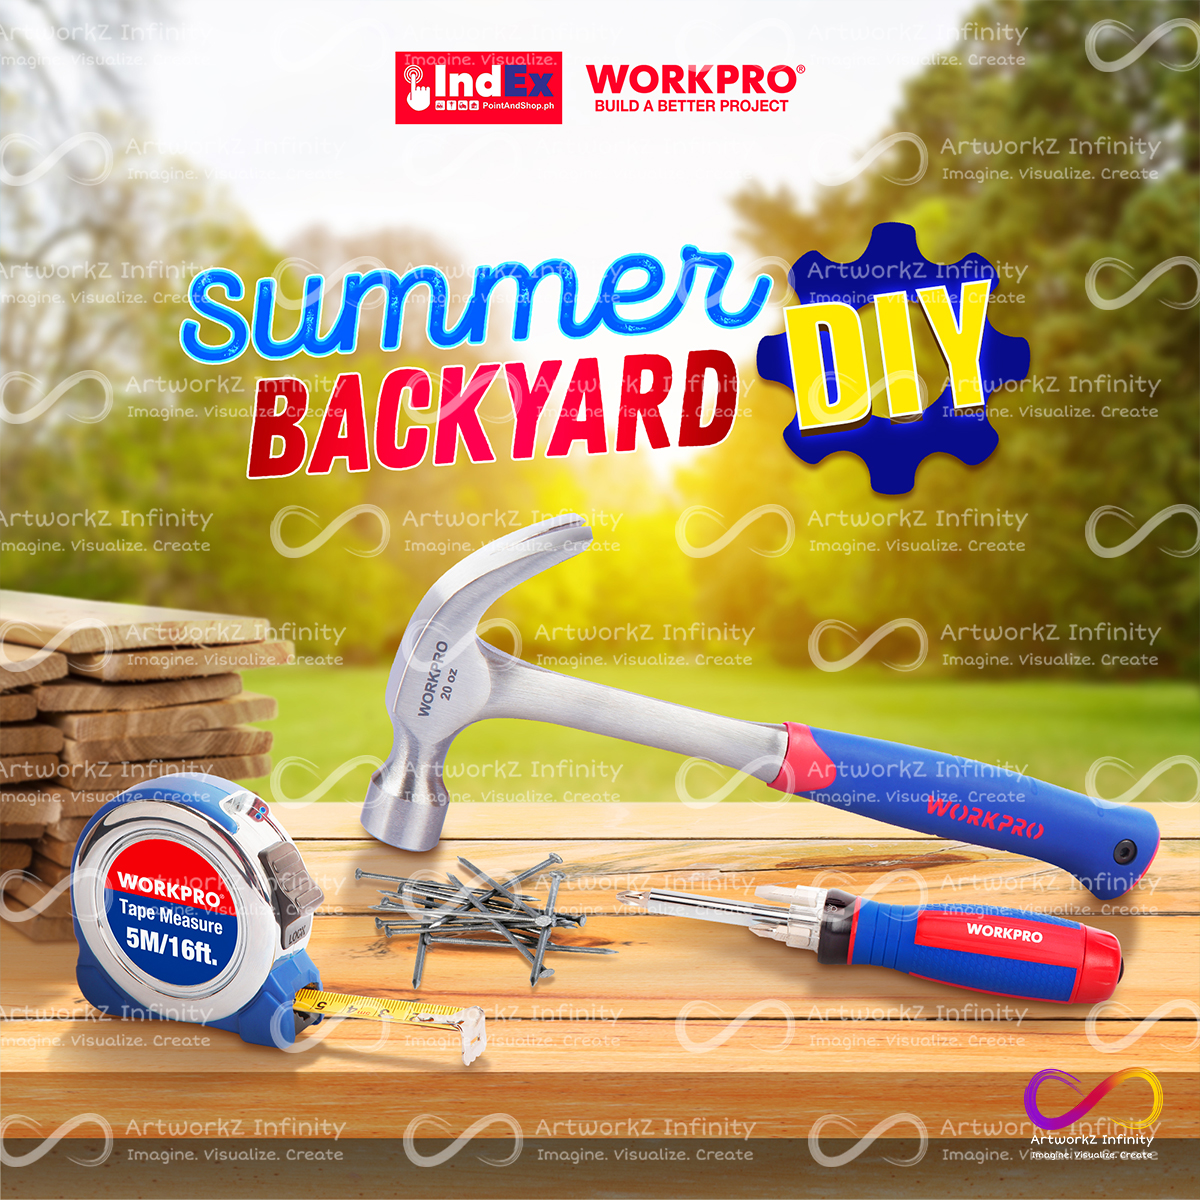 IndEx
PointAndShop.ph
WORKPRO®
BUILD A BETTER PROJECT
summer
BACKYARD
DIY
WORKPRO
20 oz
WORKPRO
WORKPRO
WORKPRO®
Tape Measure
5M/16ft.
LOCK
ArtworkZ Infinity
Imagine. Visualize. Create